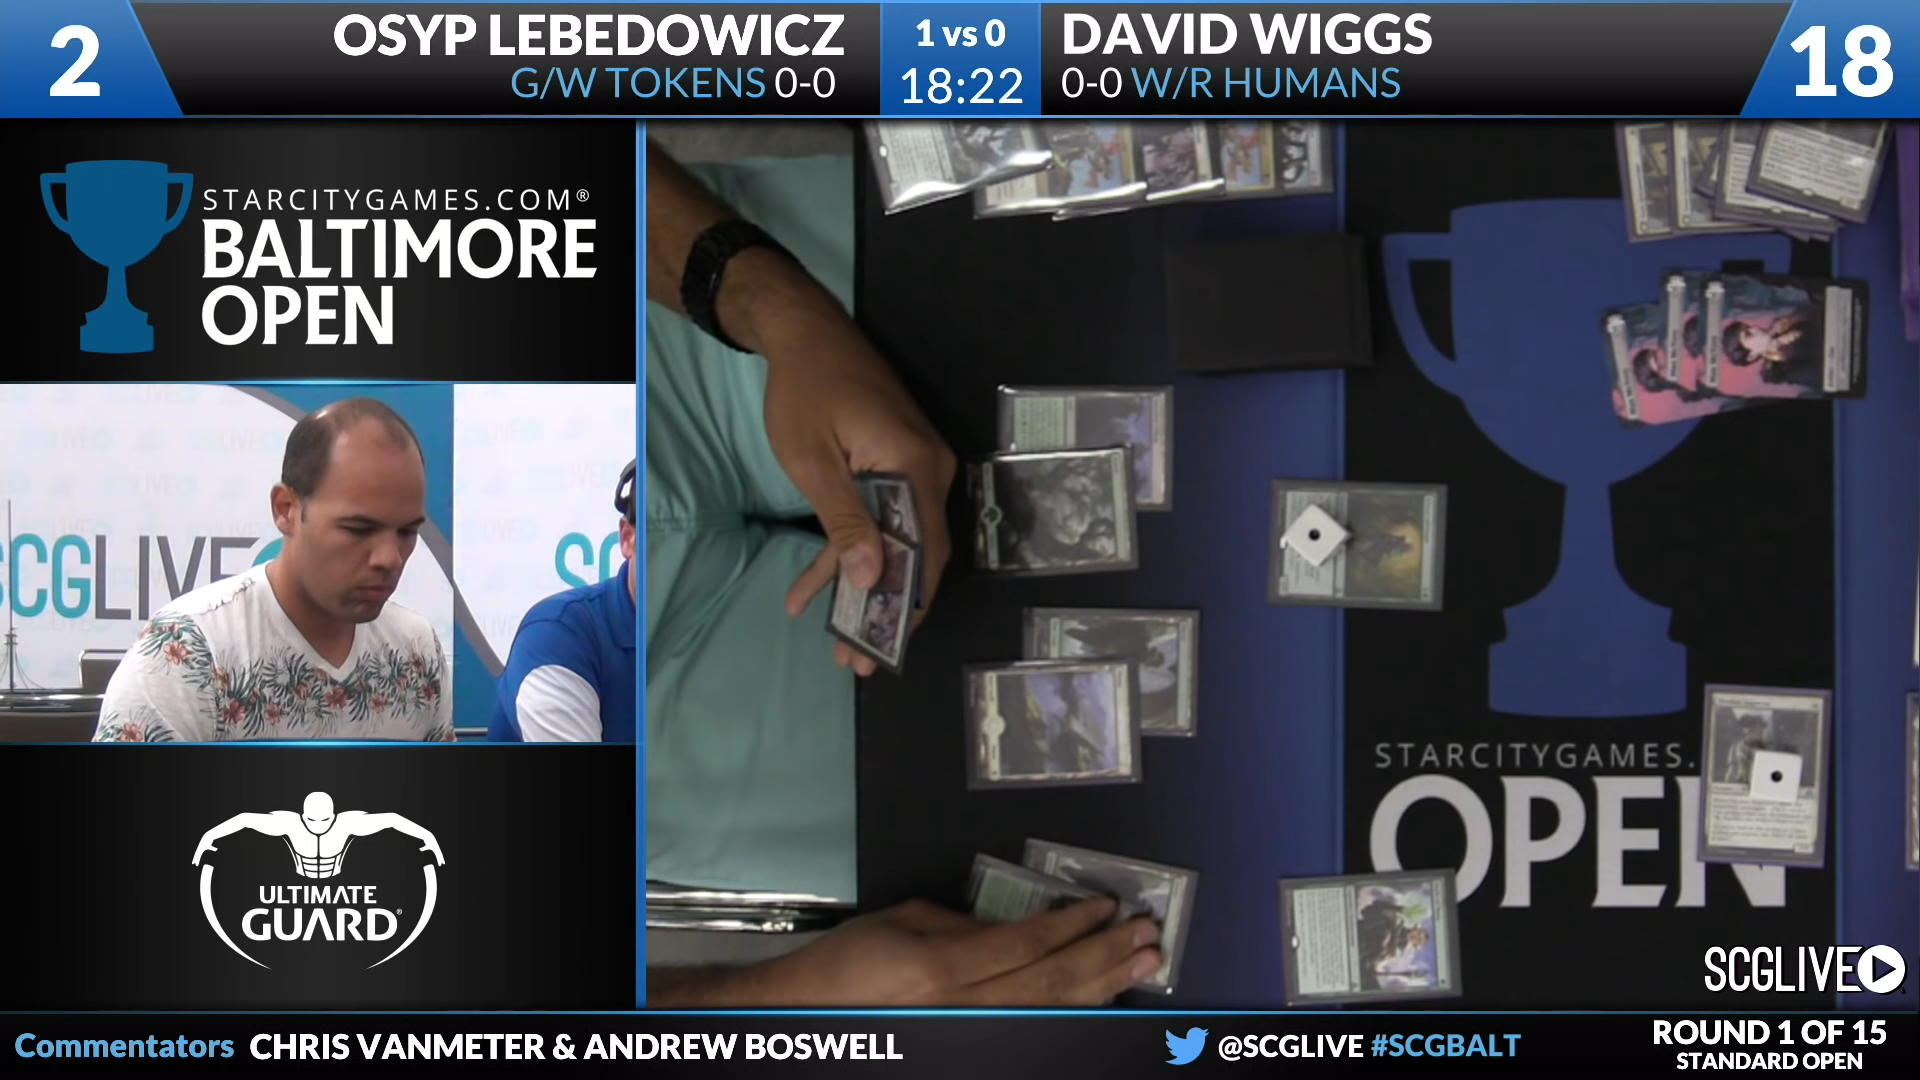 2
OSYP LEBEDOWICZ
G/W TOKENS 0-0
1 vs 0
18:22
DAVID WIGGS
0-0 W/R HUMANS
18
STARCITYGAMES.COM®
BALTIMORE
OPEN
SCGLIVE
SC
ULTIMATE
GUARD®
STARCITYGAMES.
OPEN
SCGLIVE
Commentators CHRIS VANMETER & ANDREW BOSWELL
@SCGLIVE #SCGBALT
ROUND 1 OF 15
STANDARD OPEN